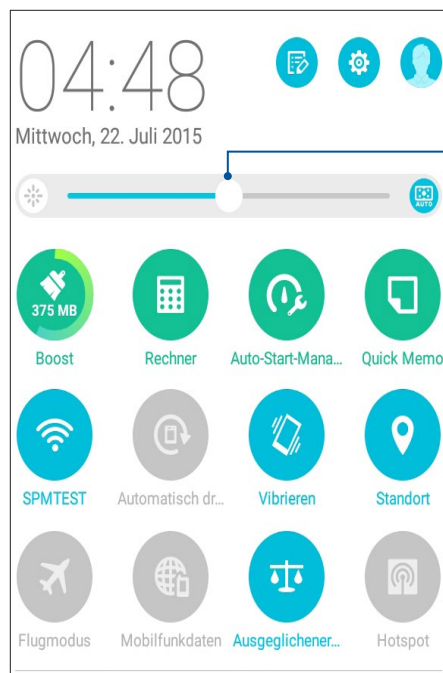 04:48
Mittwoch, 22. Juli 2015
AUTO
375 MB
Boost
Rechner
Auto-Start-Mana...
Quick Memo
SPMTEST
Automatisch dr...
Vibrieren
Standort
Flugmodus
Mobilfunkdaten
Ausgeglichener...
Hotspot